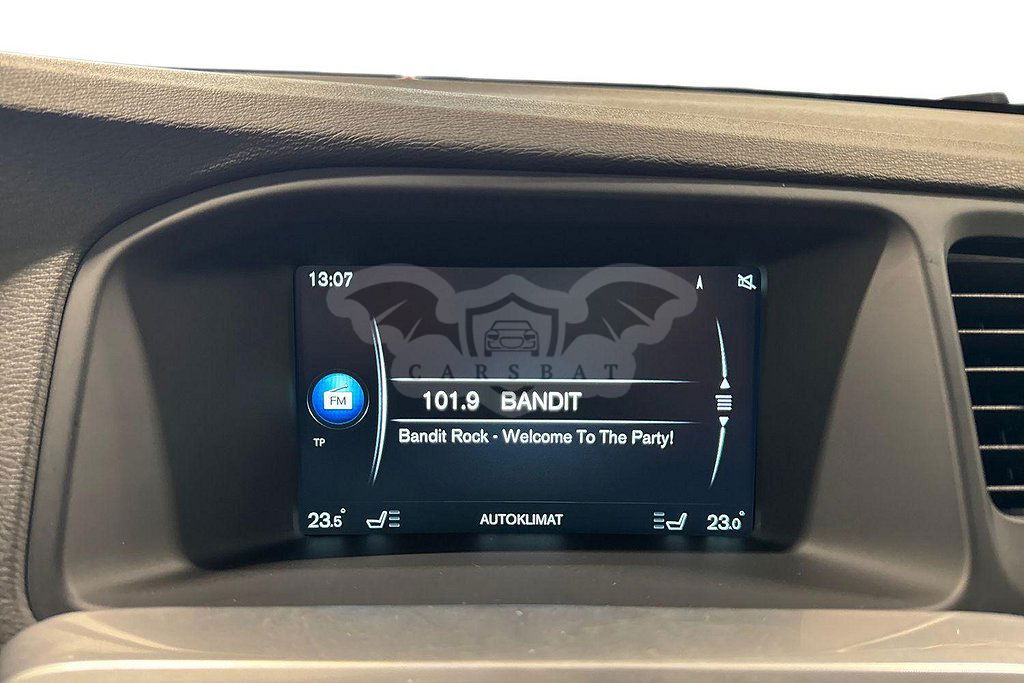 13:07
CARSBAT
FM
101.9 BANDIT
TP
Bandit Rock - Welcome To The Party!
23.5° AUTOKLIMAT 23.0°